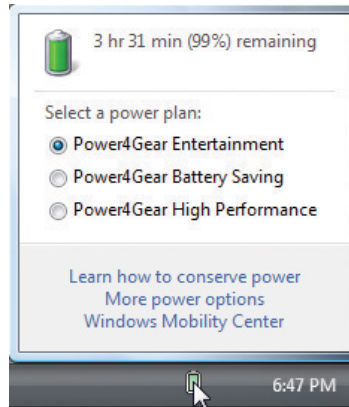 3 hr 31 min (99%) remaining
Select a power plan:
Power4Gear Entertainment
Power4Gear Battery Saving
Power4Gear High Performance
Learn how to conserve power
More power options
Windows Mobility Center
6:47 PM